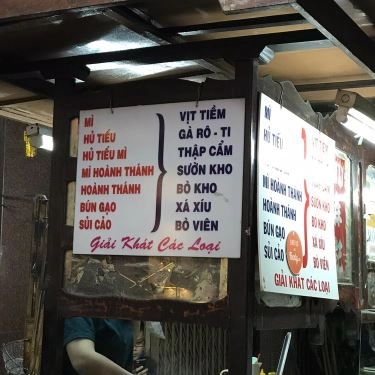 MÌ
HỦ TIẾU
HỦ TIẾU MÌ
MÌ HOÀNH THÁNH
HOÀNH THÁNH
BÚN GẠO
SỦI CẢO
VỊT TIỀM
GÀ RÔ - TI
THẬP CẨM
SƯỜN KHO
BÒ KHO
XÁ XÍU
BÒ VIÊN
Giải Khát Các Loại
MÌ
HỦ TIẾU
MÌ HOÀNH THÁNH
HOÀNH THÁNH
BÚN GẠO
SỦI CẢO
VỊT TIỀM
THẬP CẨM
SƯỜN KHO
BÒ KHO
XÁ XÍU
BÒ VIÊN
GIẢI KHÁT CÁC LOẠI